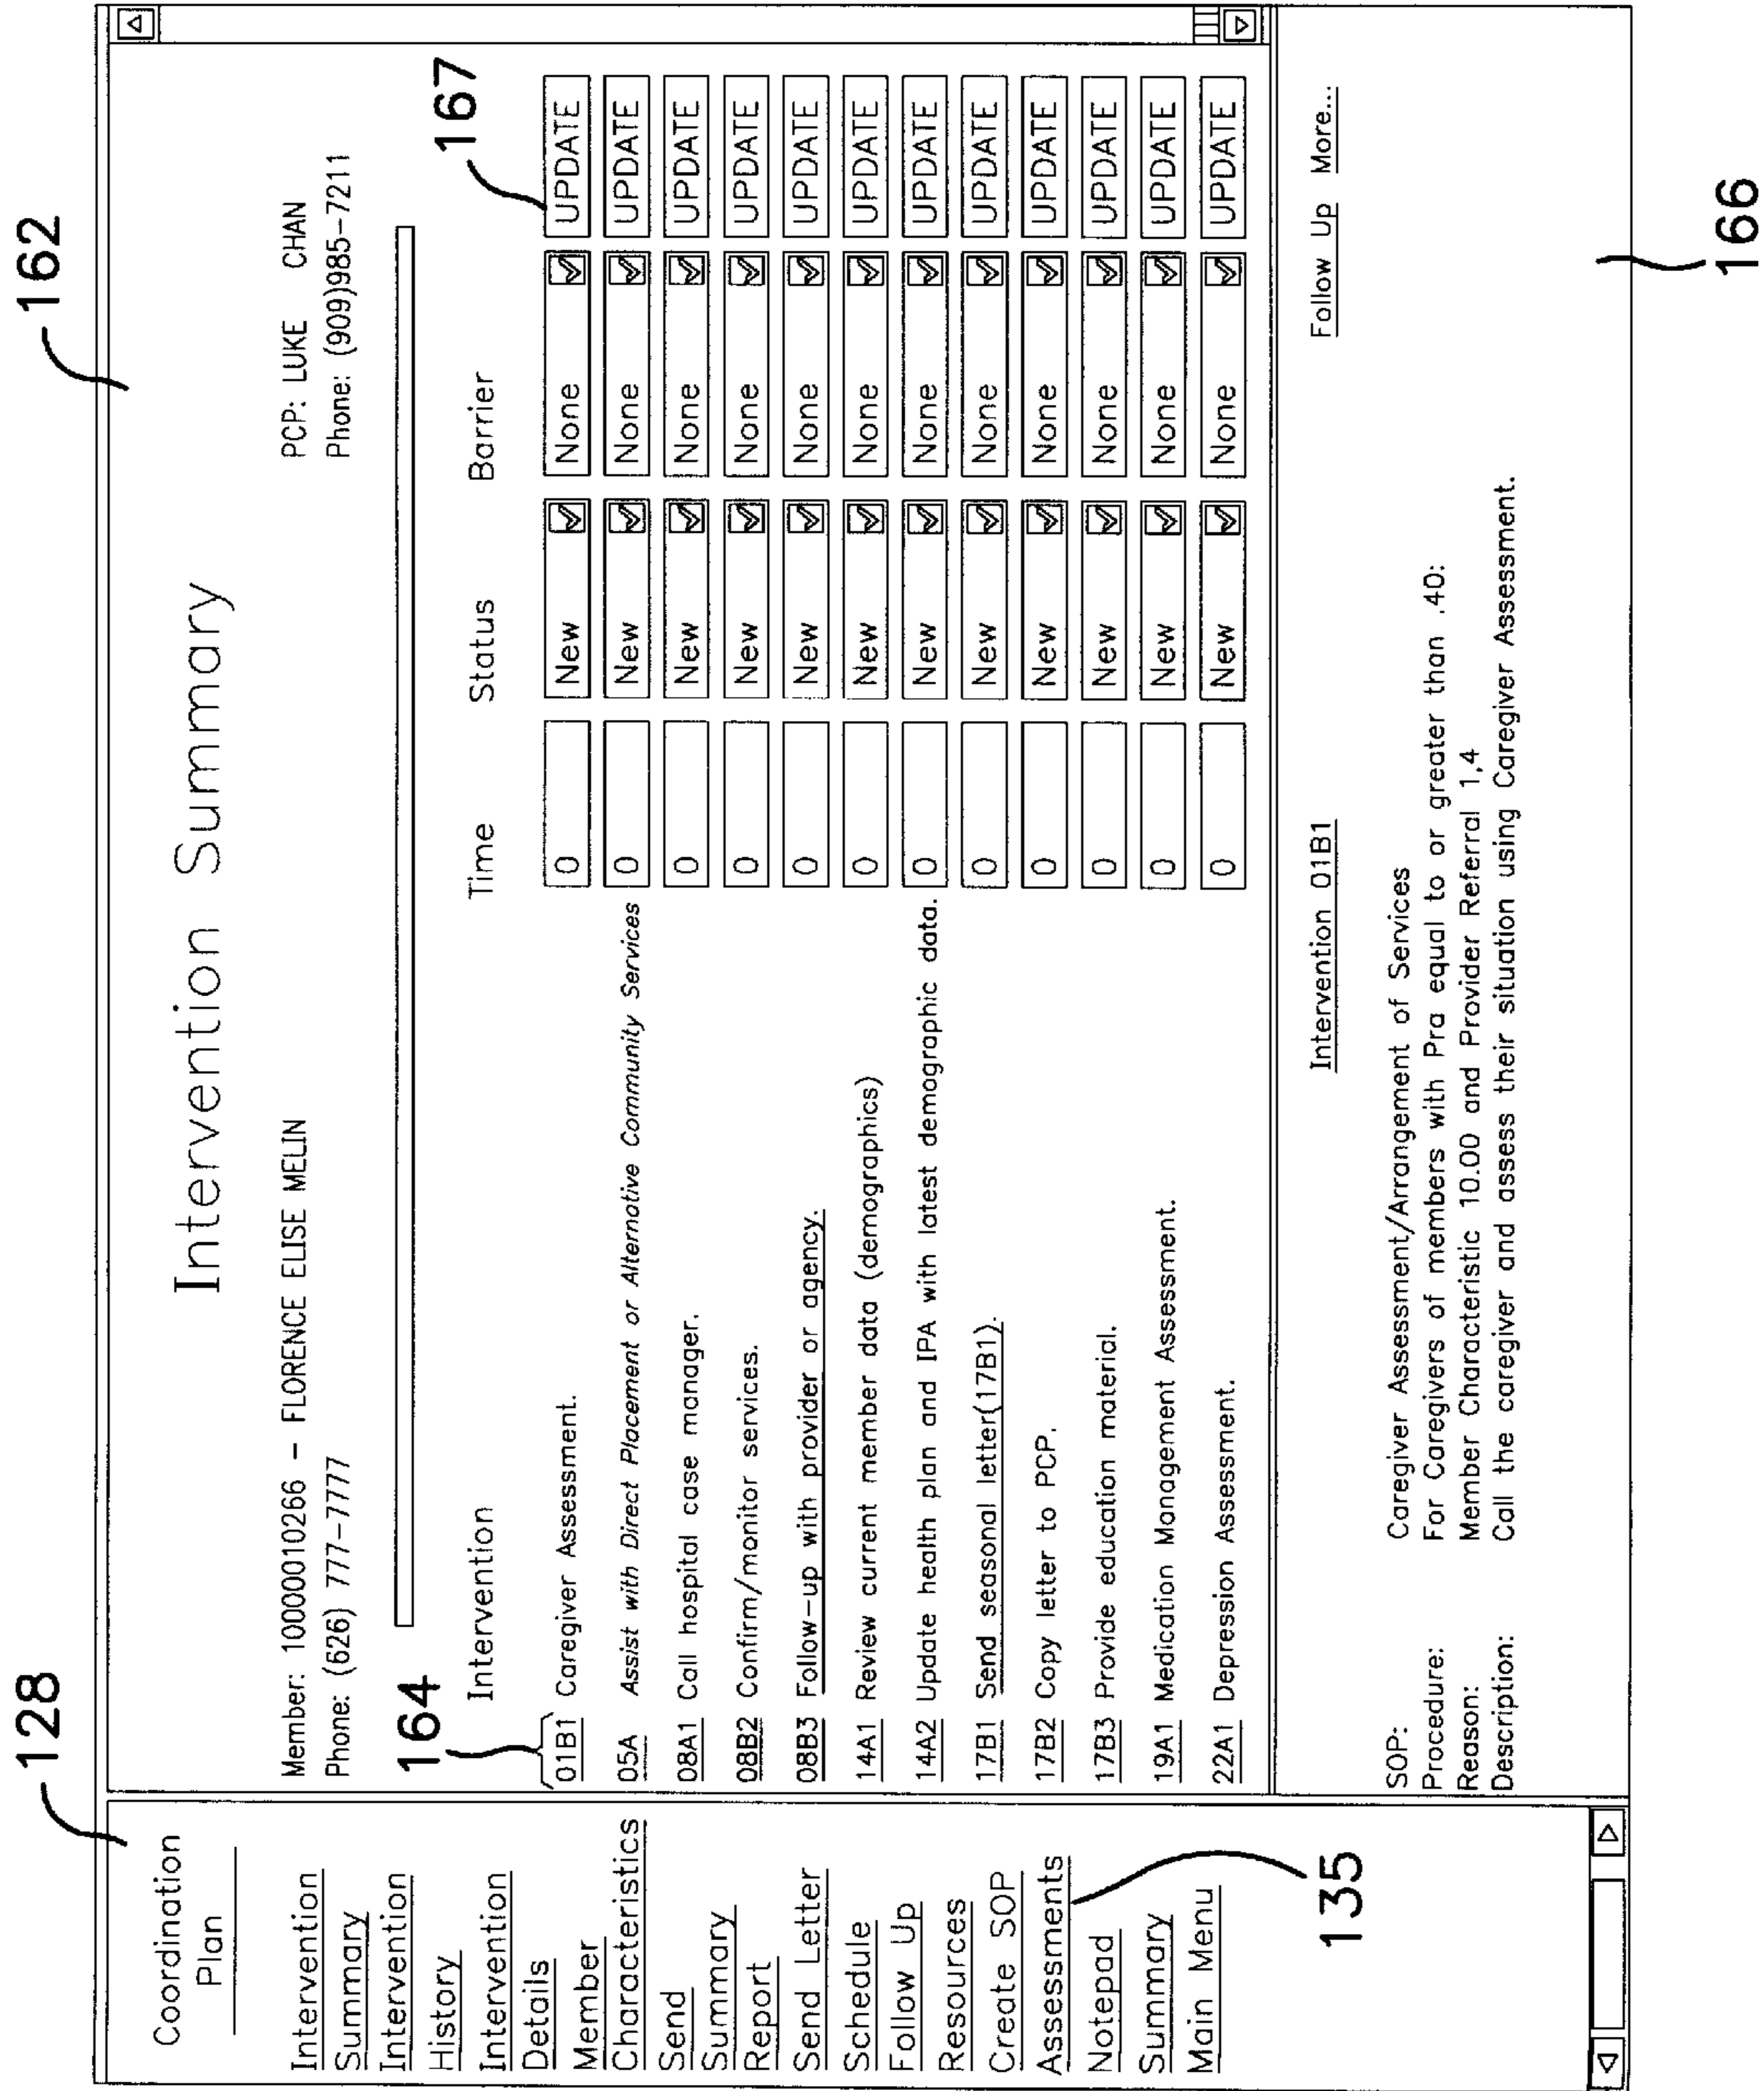 128
162
Coordination
Plan
Intervention
Summary
Intervention
History
Intervention
Details
Member
Characteristics
Send
Summary
Report
Send Letter
Schedule
Follow Up
Resources
Create SOP
Assessments
Notepad
Summary
Main Menu
135
Intervention Summary
Member: 1000010266 – FLORENCE ELISE MELIN PCP: LUKE CHAN
Phone: (626) 777–7777 Phone: (909)985–7211
164
167
Intervention Time Status Barrier
01B1 Caregiver Assessment. 0 New None UPDATE
05A Assist with Direct Placement or Alternative Community Services 0 New None UPDATE
08A1 Call hospital case manager. 0 New None UPDATE
08B2 Confirm/monitor services. 0 New None UPDATE
08B3 Follow–up with provider or agency. 0 New None UPDATE
14A1 Review current member data (demographics) 0 New None UPDATE
14A2 Update health plan and IPA with latest demographic data. 0 New None UPDATE
17B1 Send seasonal letter(17B1). 0 New None UPDATE
17B2 Copy letter to PCP. 0 New None UPDATE
17B3 Provide education material. 0 New None UPDATE
19A1 Medication Management Assessment. 0 New None UPDATE
22A1 Depression Assessment. 0 New None UPDATE
Intervention 01B1 Follow Up More...
SOP: Caregiver Assessment/Arrangement of Services
Procedure: For Caregivers of members with Pra equal to or greater than .40:
Reason: Member Characteristic 10.00 and Provider Referral 1,4
Description: Call the caregiver and assess their situation using Caregiver Assessment.
166